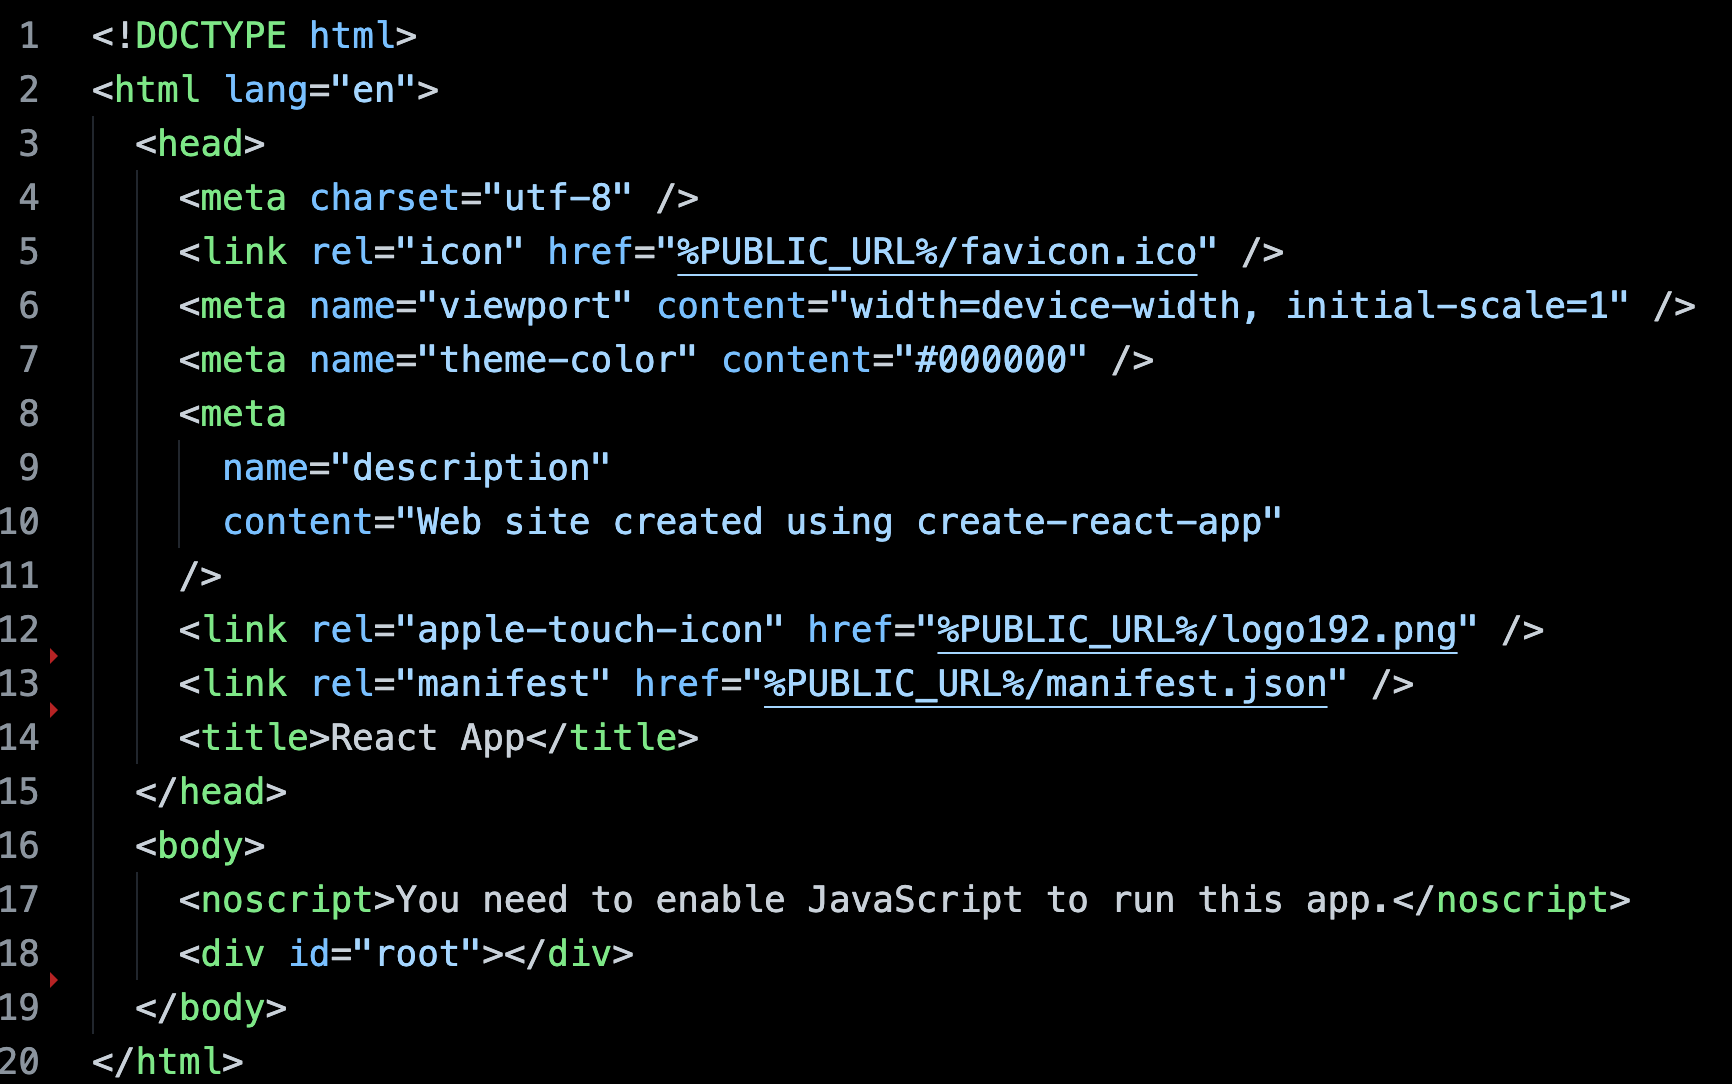 1 <!DOCTYPE html>
2 <html lang="en">
3   <head>
4     <meta charset="utf-8" />
5     <link rel="icon" href="%PUBLIC_URL%/favicon.ico" />
6     <meta name="viewport" content="width=device-width, initial-scale=1" />
7     <meta name="theme-color" content="#000000" />
8     <meta
9       name="description"
10       content="Web site created using create-react-app"
11     />
12     <link rel="apple-touch-icon" href="%PUBLIC_URL%/logo192.png" />
13     <link rel="manifest" href="%PUBLIC_URL%/manifest.json" />
14     <title>React App</title>
15   </head>
16   <body>
17     <noscript>You need to enable JavaScript to run this app.</noscript>
18     <div id="root"></div>
19   </body>
20 </html>